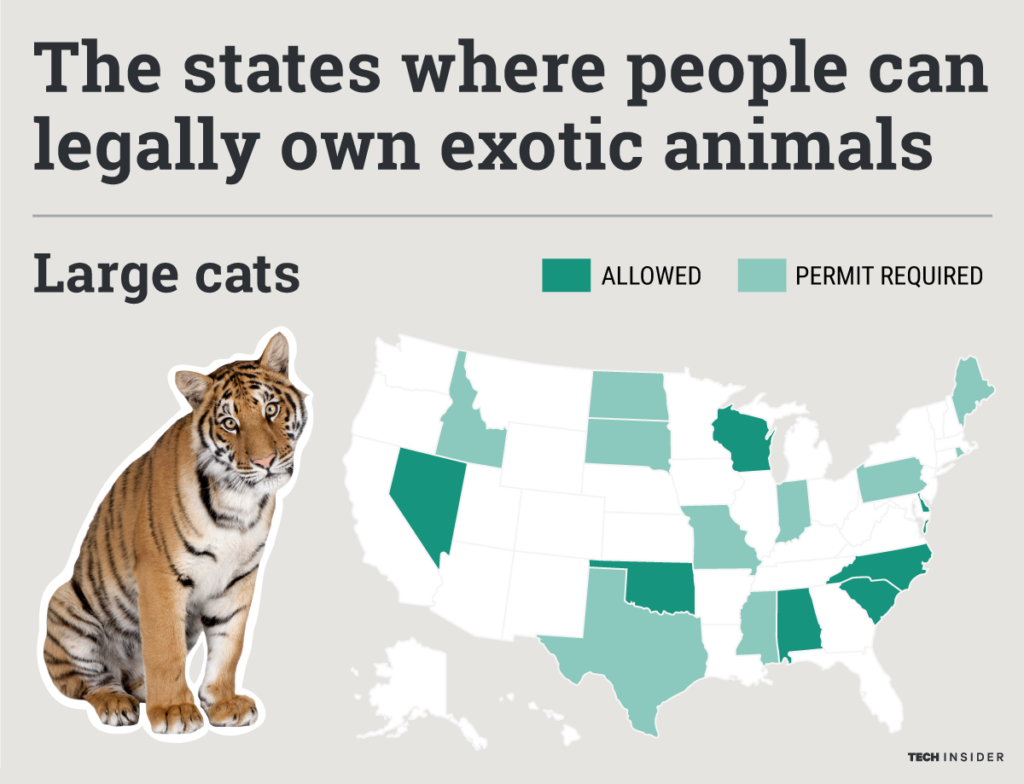 The states where people can
legally own exotic animals
Large cats
ALLOWED
PERMIT REQUIRED
TECH INSIDER